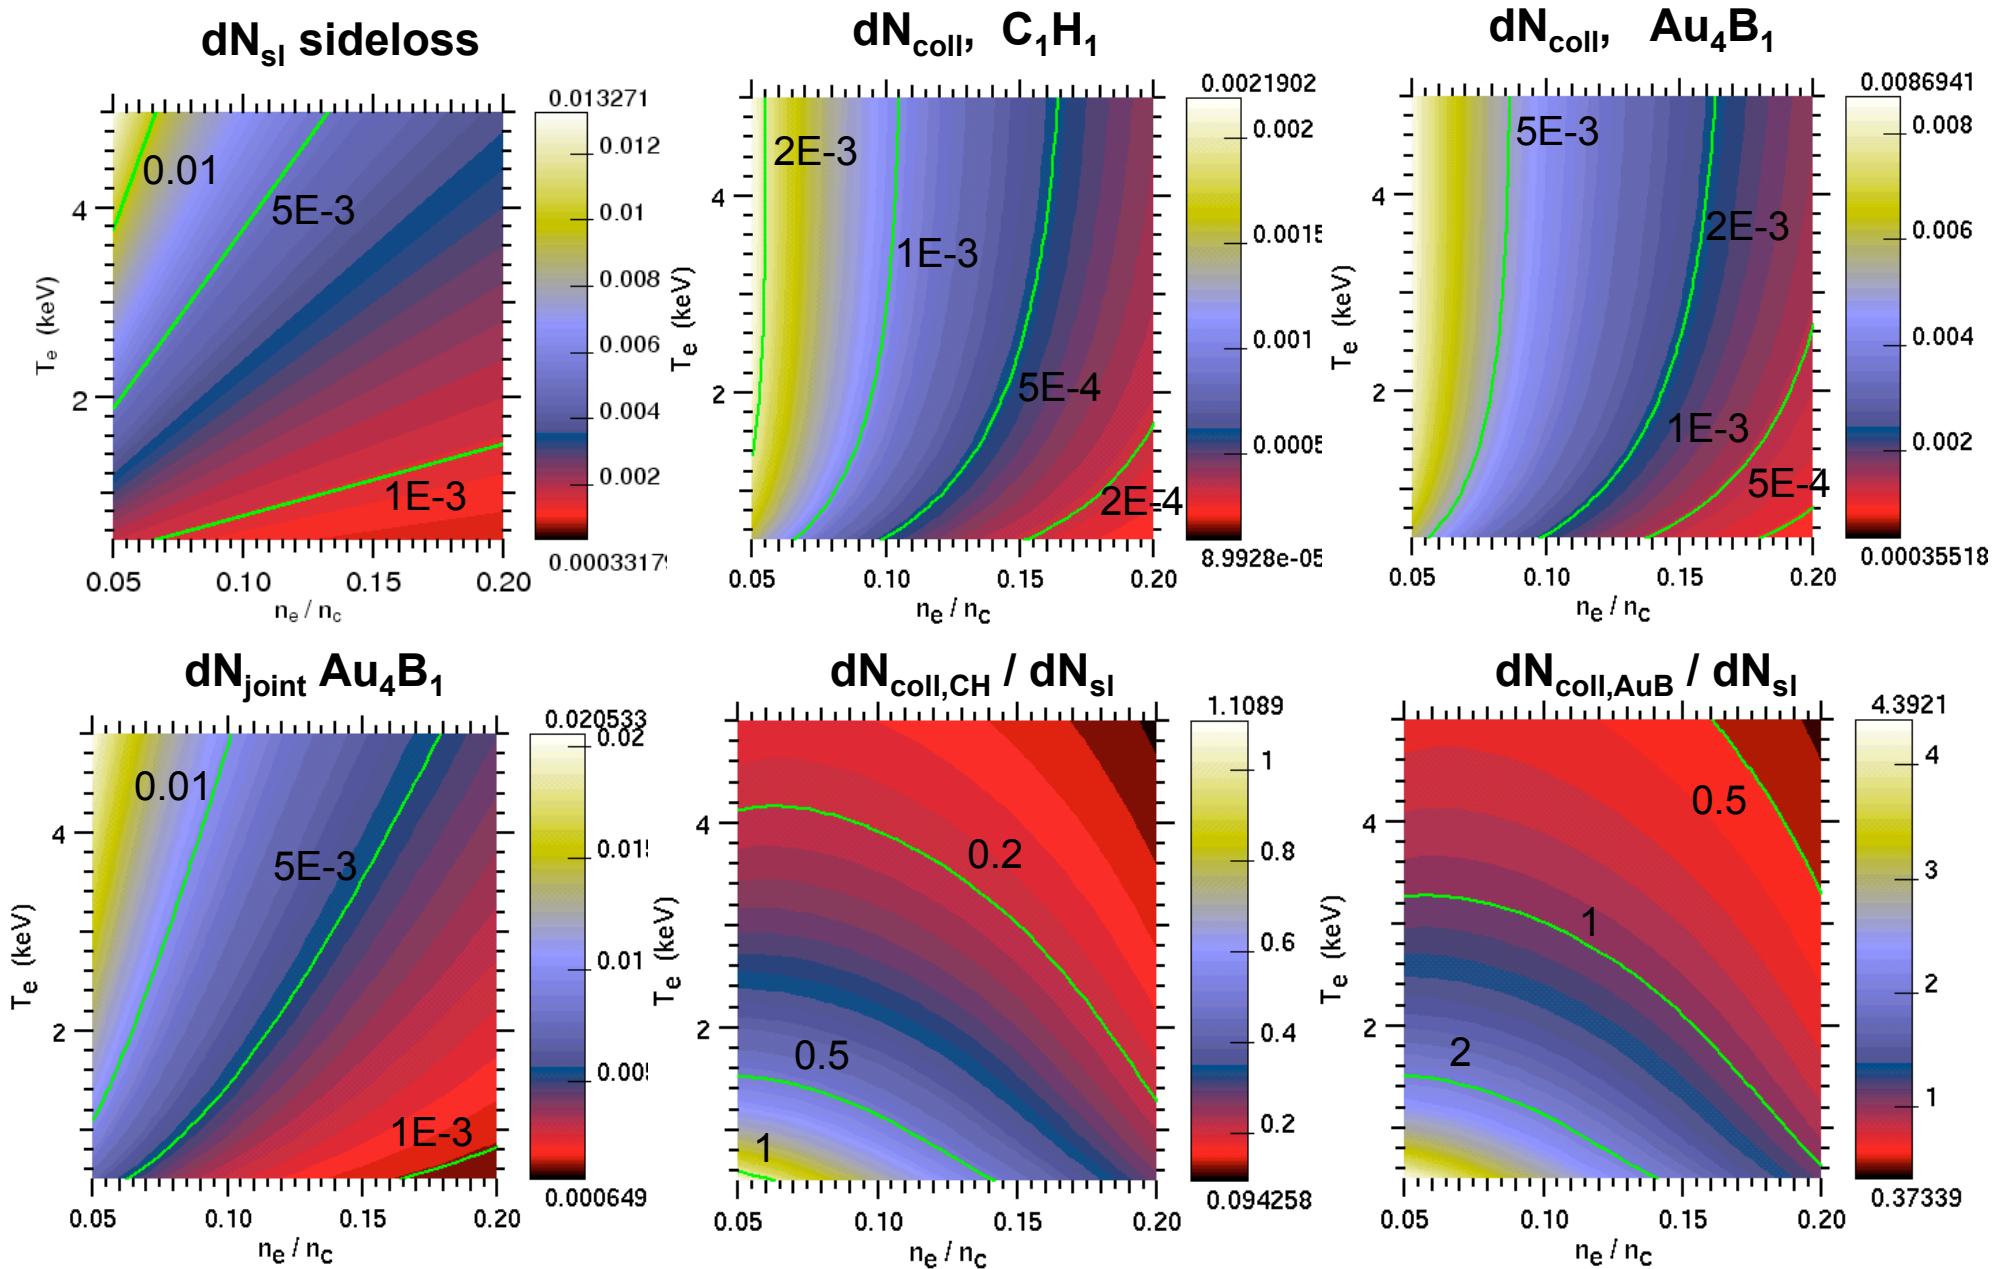 dN_sl sideloss
0.013271
0.012
0.01
0.008
0.006
0.004
0.002
0.00033179
0.01
5E-3
1E-3
4
2
T_e (keV)
0.05 0.10 0.15 0.20
n_e / n_c
dN_coll, C_1H_1
0.0021902
0.002
0.0015
0.001
0.0005
8.9928e-05
2E-3
1E-3
5E-4
2E-4
4
2
T_e (keV)
0.05 0.10 0.15 0.20
n_e / n_c
dN_coll, Au_4B_1
0.0086941
0.008
0.006
0.004
0.002
0.00035518
5E-3
2E-3
1E-3
5E-4
4
2
T_e (keV)
0.05 0.10 0.15 0.20
n_e / n_c
dN_joint Au_4B_1
0.020533
0.02
0.015
0.01
0.005
0.000649
0.01
5E-3
1E-3
4
2
T_e (keV)
0.05 0.10 0.15 0.20
n_e / n_c
dN_coll,CH / dN_sl
1.1089
1
0.8
0.6
0.4
0.2
0.094258
0.2
0.5
1
4
2
T_e (keV)
0.05 0.10 0.15 0.20
n_e / n_c
dN_coll,AuB / dN_sl
4.3921
4
3
2
1
0.37339
0.5
1
2
4
2
T_e (keV)
0.05 0.10 0.15 0.20
n_e / n_c